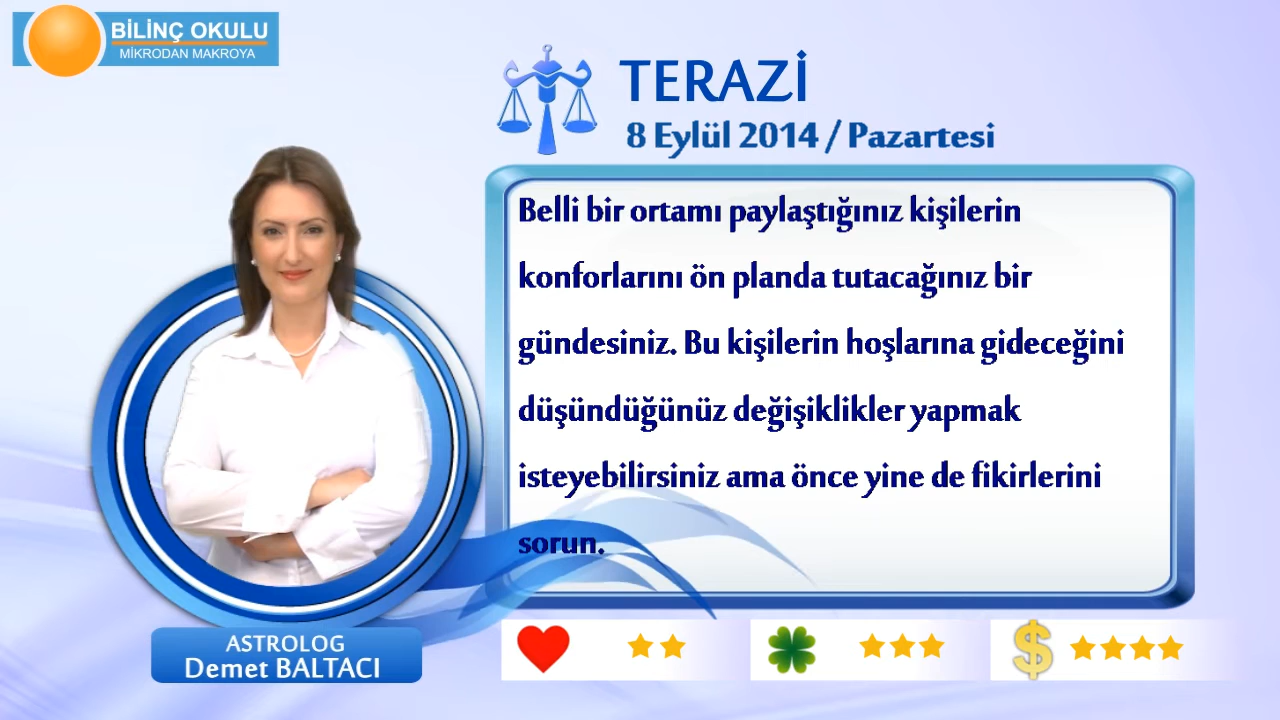 BİLİNÇ OKULU
MİKRODAN MAKROYA
TERAZİ
8 Eylül 2014 / Pazartesi
Belli bir ortamı paylaştığınız kişilerin
konforlarını ön planda tutacağınız bir
gündesiniz. Bu kişilerin hoşlarına gideceğini
düşündüğünüz değişiklikler yapmak
isteyebilirsiniz ama önce yine de fikirlerini
sorun.
ASTROLOG
Demet BALTACI